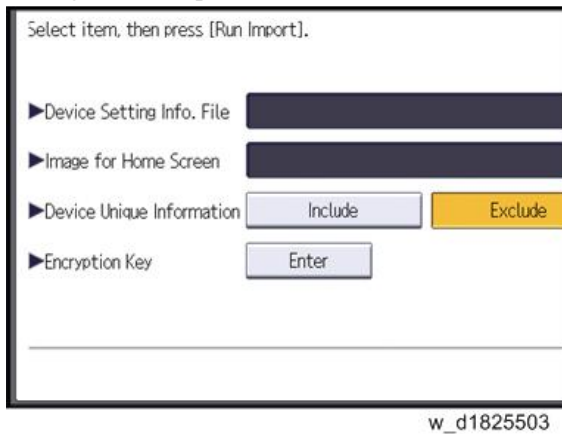 Select item, then press [Run Import].
▶Device Setting Info. File
▶Image for Home Screen
▶Device Unique Information Include Exclude
▶Encryption Key Enter
w_d1825503